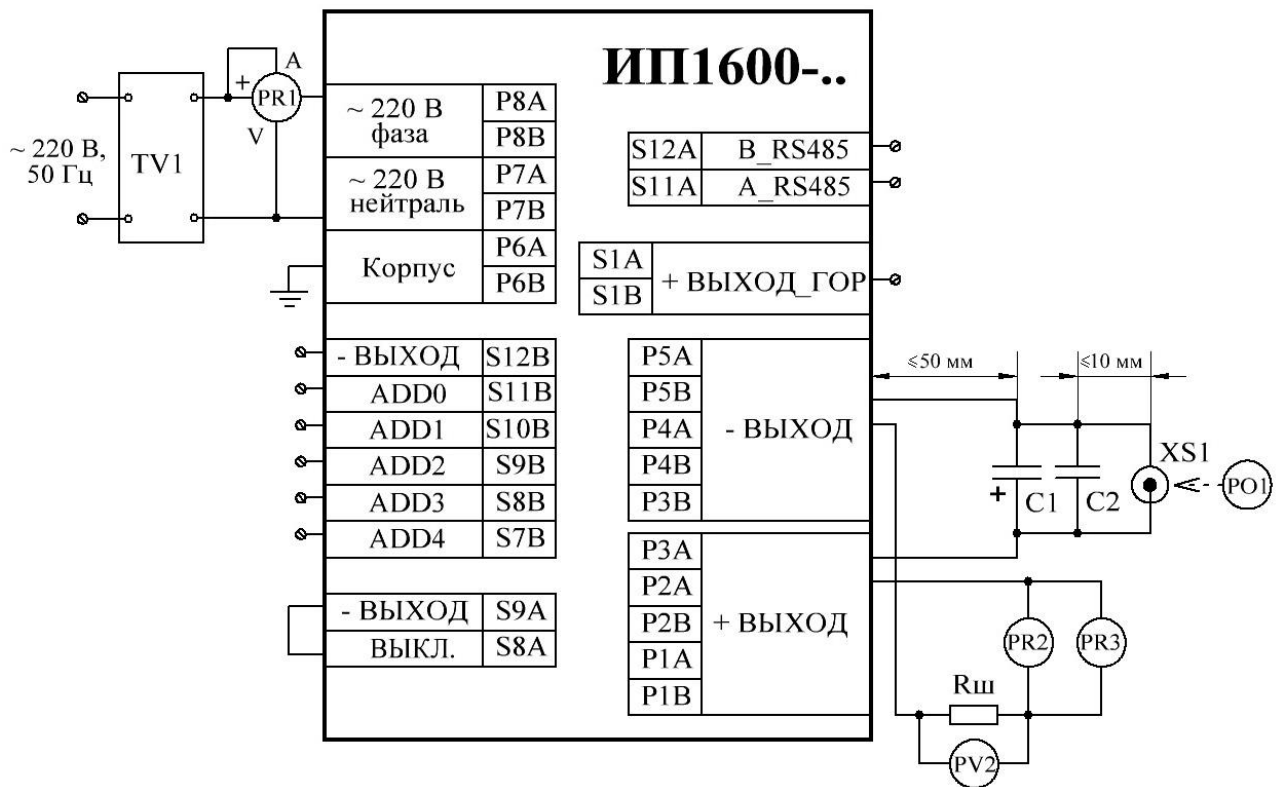 ИП1600-..
A
+
PR1
V
~ 220 В,
50 Гц
TV1
~ 220 В
фаза
P8A
P8B
~ 220 В
нейтраль
P7A
P7B
Корпус
P6A
P6B
S12A B_RS485
S11A A_RS485
S1A
S1B
+ ВЫХОД_ГОР
- ВЫХОД S12B
ADD0 S11B
ADD1 S10B
ADD2 S9B
ADD3 S8B
ADD4 S7B
- ВЫХОД S9A
ВЫКЛ. S8A
P5A
P5B
P4A
P4B
P3B
- ВЫХОД
P3A
P2A
P2B
P1A
P1B
+ ВЫХОД
≤50 мм
≤10 мм
+
C1
C2
XS1
PO1
PR2
PR3
Rш
PV2